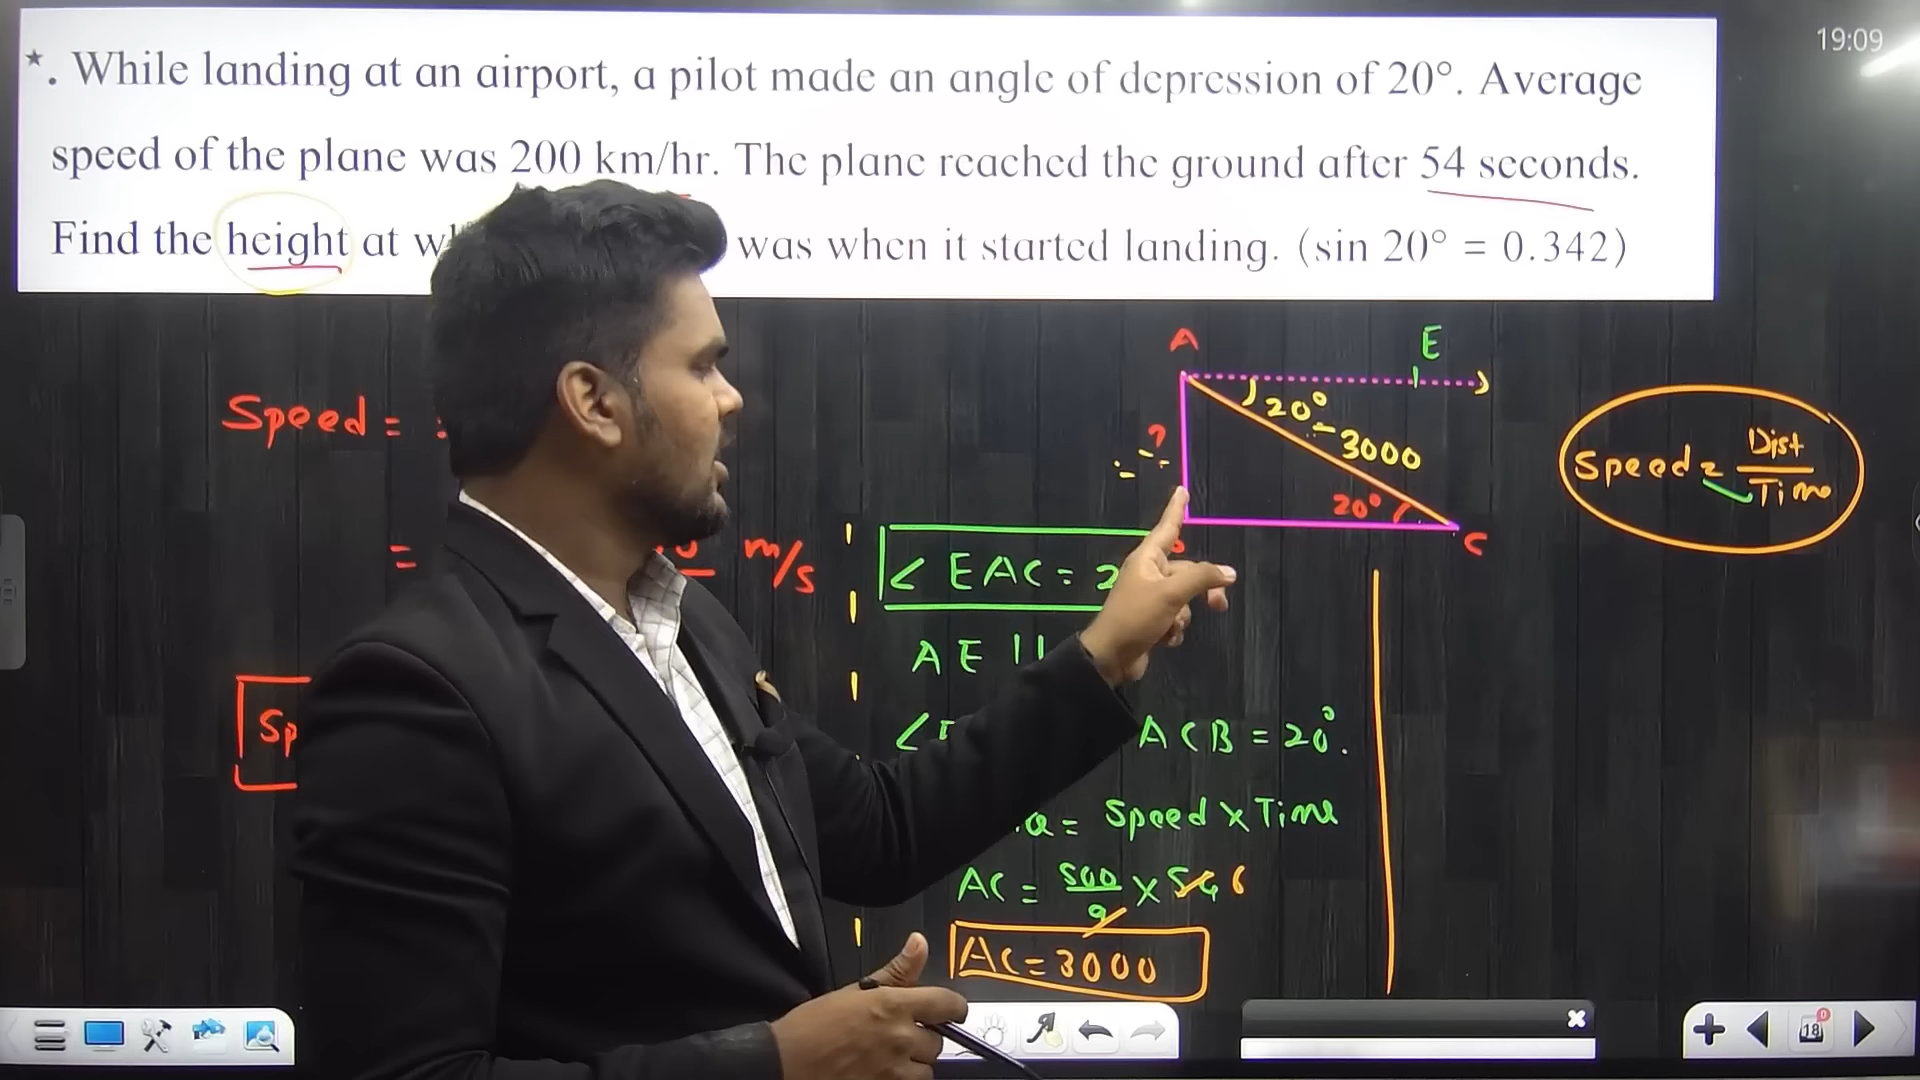 19:09
★. While landing at an airport, a pilot made an angle of depression of 20°. Average
speed of the plane was 200 km/hr. The plane reached the ground after 54 seconds.
Find the height at was when it started landing. (sin 20° = 0.342)
A
E
20°
3000
?
20°
C
Speed =
= m/s
Speed = Dist
Time
∠ EAC =
AE ||
∠ ACB = 20°.
= Speed × Time
AC = 500/9 × 54 6
AC = 3000
18
0